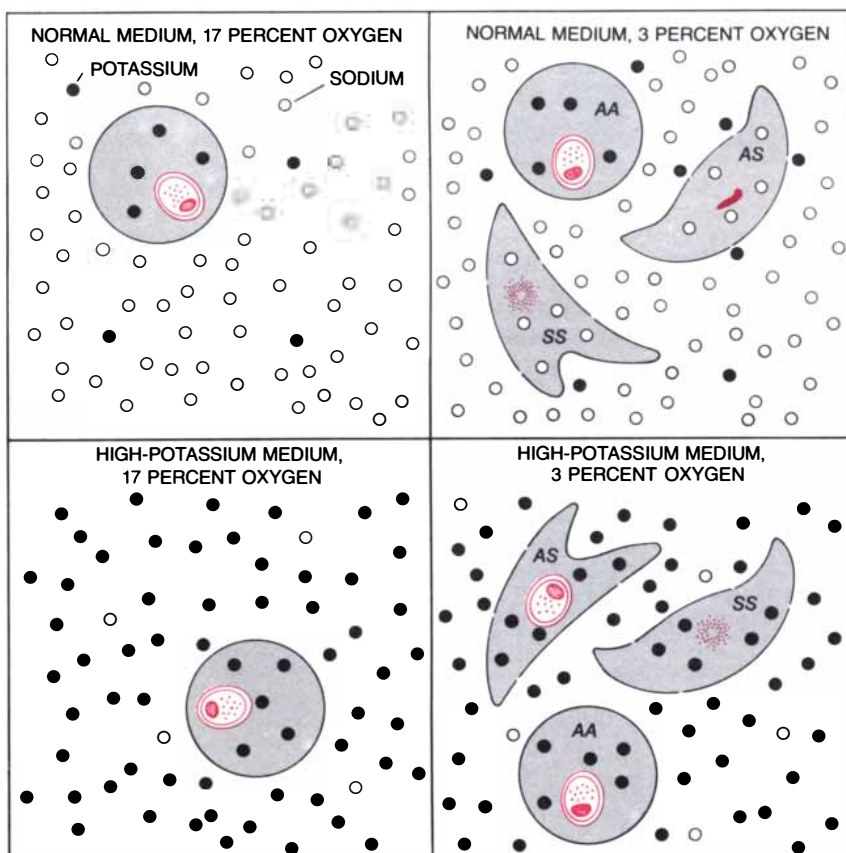 NORMAL MEDIUM, 17 PERCENT OXYGEN
POTASSIUM
SODIUM
NORMAL MEDIUM, 3 PERCENT OXYGEN
AA
AS
SS
HIGH-POTASSIUM MEDIUM,
17 PERCENT OXYGEN
HIGH-POTASSIUM MEDIUM,
3 PERCENT OXYGEN
AS
SS
AA